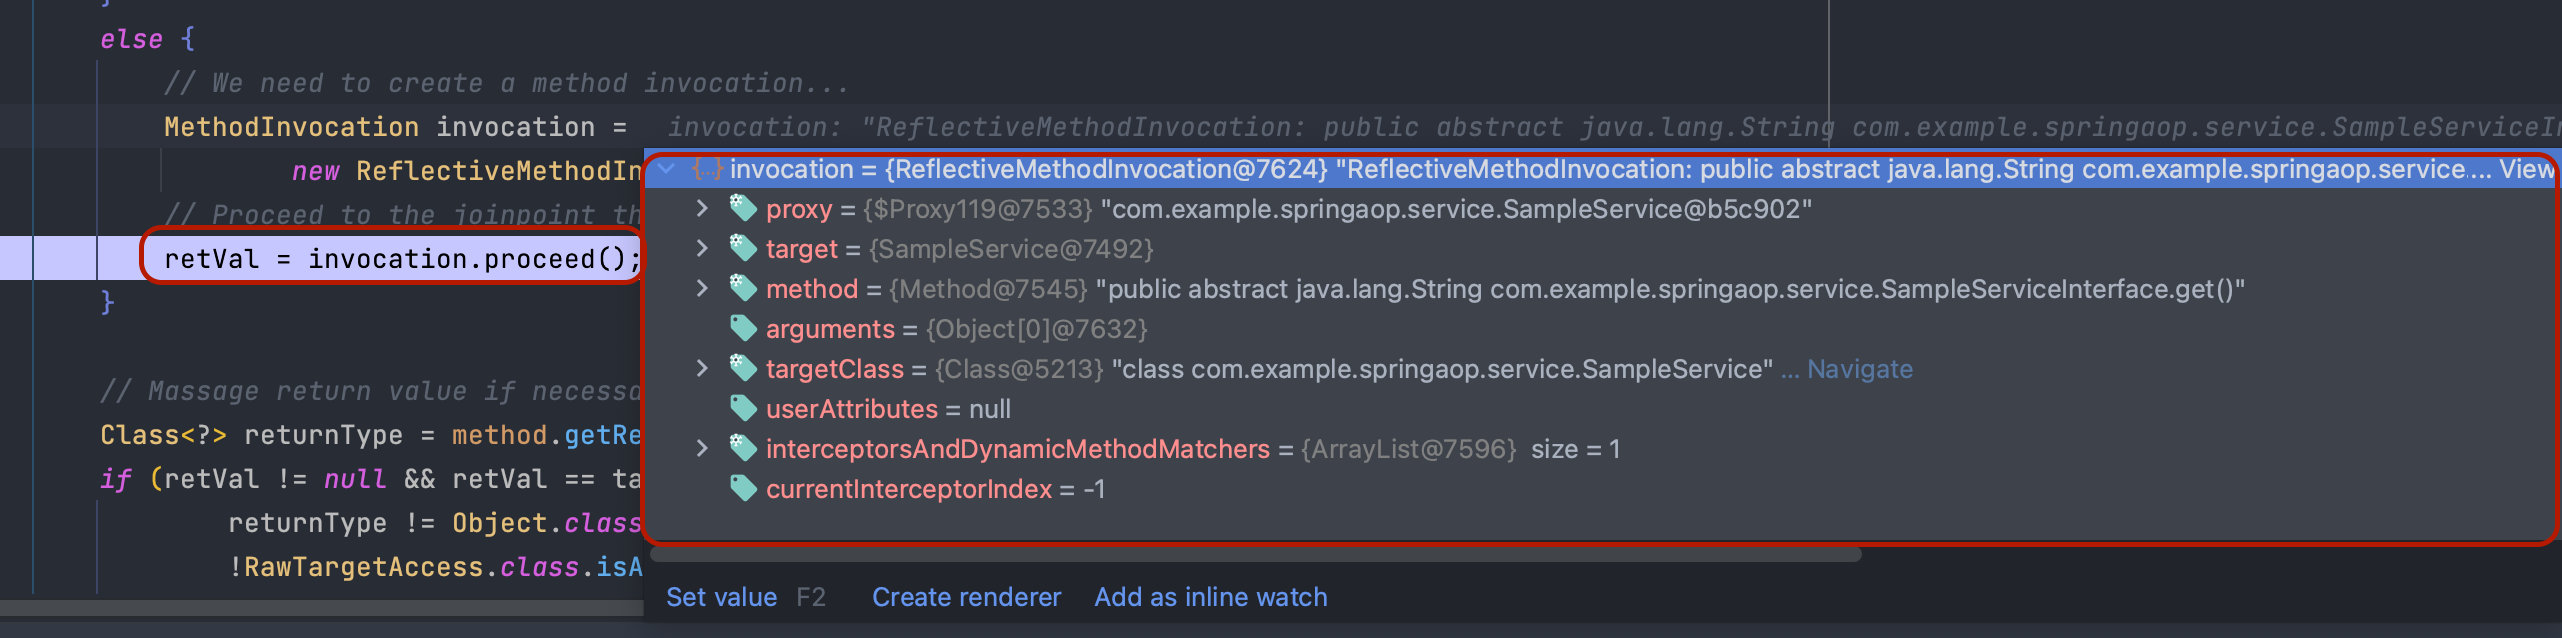 }
else {
// We need to create a method invocation...
MethodInvocation invocation = invocation: "ReflectiveMethodInvocation: public abstract java.lang.String com.example.springaop.service.SampleServiceIn
new ReflectiveMethodIn
// Proceed to the joinpoint th
retVal = invocation.proceed();
}
// Massage return value if necessa
Class<?> returnType = method.getRe
if (retVal != null && retVal == ta
returnType != Object.class
!RawTargetAccess.class.isA
{...} invocation = {ReflectiveMethodInvocation@7624} "ReflectiveMethodInvocation: public abstract java.lang.String com.example.springaop.service.... View
proxy = {$Proxy119@7533} "com.example.springaop.service.SampleService@b5c902"
target = {SampleService@7492}
method = {Method@7545} "public abstract java.lang.String com.example.springaop.service.SampleServiceInterface.get()"
arguments = {Object[0]@7632}
targetClass = {Class@5213} "class com.example.springaop.service.SampleService" ... Navigate
userAttributes = null
interceptorsAndDynamicMethodMatchers = {ArrayList@7596} size = 1
currentInterceptorIndex = -1
Set value F2 Create renderer Add as inline watch